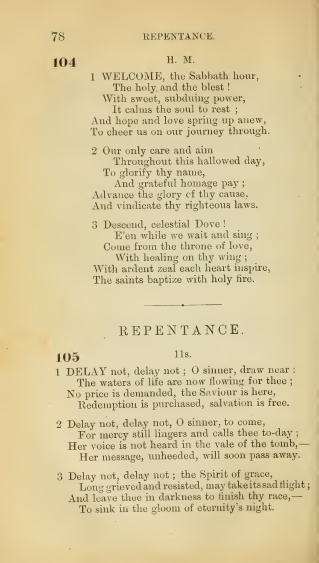 78 REPENTANCE.
104 H. M.
1 WELCOME, the Sabbath hour,
The holy and the blest !
With sweet, subduing power,
It calms the soul to rest ;
And hope and love spring up anew,
To cheer us on our journey through.
2 Our only care and aim
Throughout this hallowed day,
To glorify thy name,
And grateful homage pay ;
Advance the glory of thy cause,
And vindicate thy righteous laws.
3 Descend, celestial Dove !
E'en while we wait and sing ;
Come from the throne of love,
With healing on thy wing ;
With ardent zeal each heart inspire,
The saints baptize with holy fire.
REPENTANCE.
105 11s.
1 DELAY not, delay not ; O sinner, draw near :
The waters of life are now flowing for thee ;
No price is demanded, the Saviour is here,
Redemption is purchased, salvation is free.
2 Delay not, delay not, O sinner, to come,
For mercy still lingers and calls thee to-day ;
Her voice is not heard in the vale of the tomb,—
Her message, unheeded, will soon pass away.
3 Delay not, delay not ; the Spirit of grace,
Long grieved and resisted, may take its sad flight ;
And leave thee in darkness to finish thy race,—
To sink in the gloom of eternity's night.